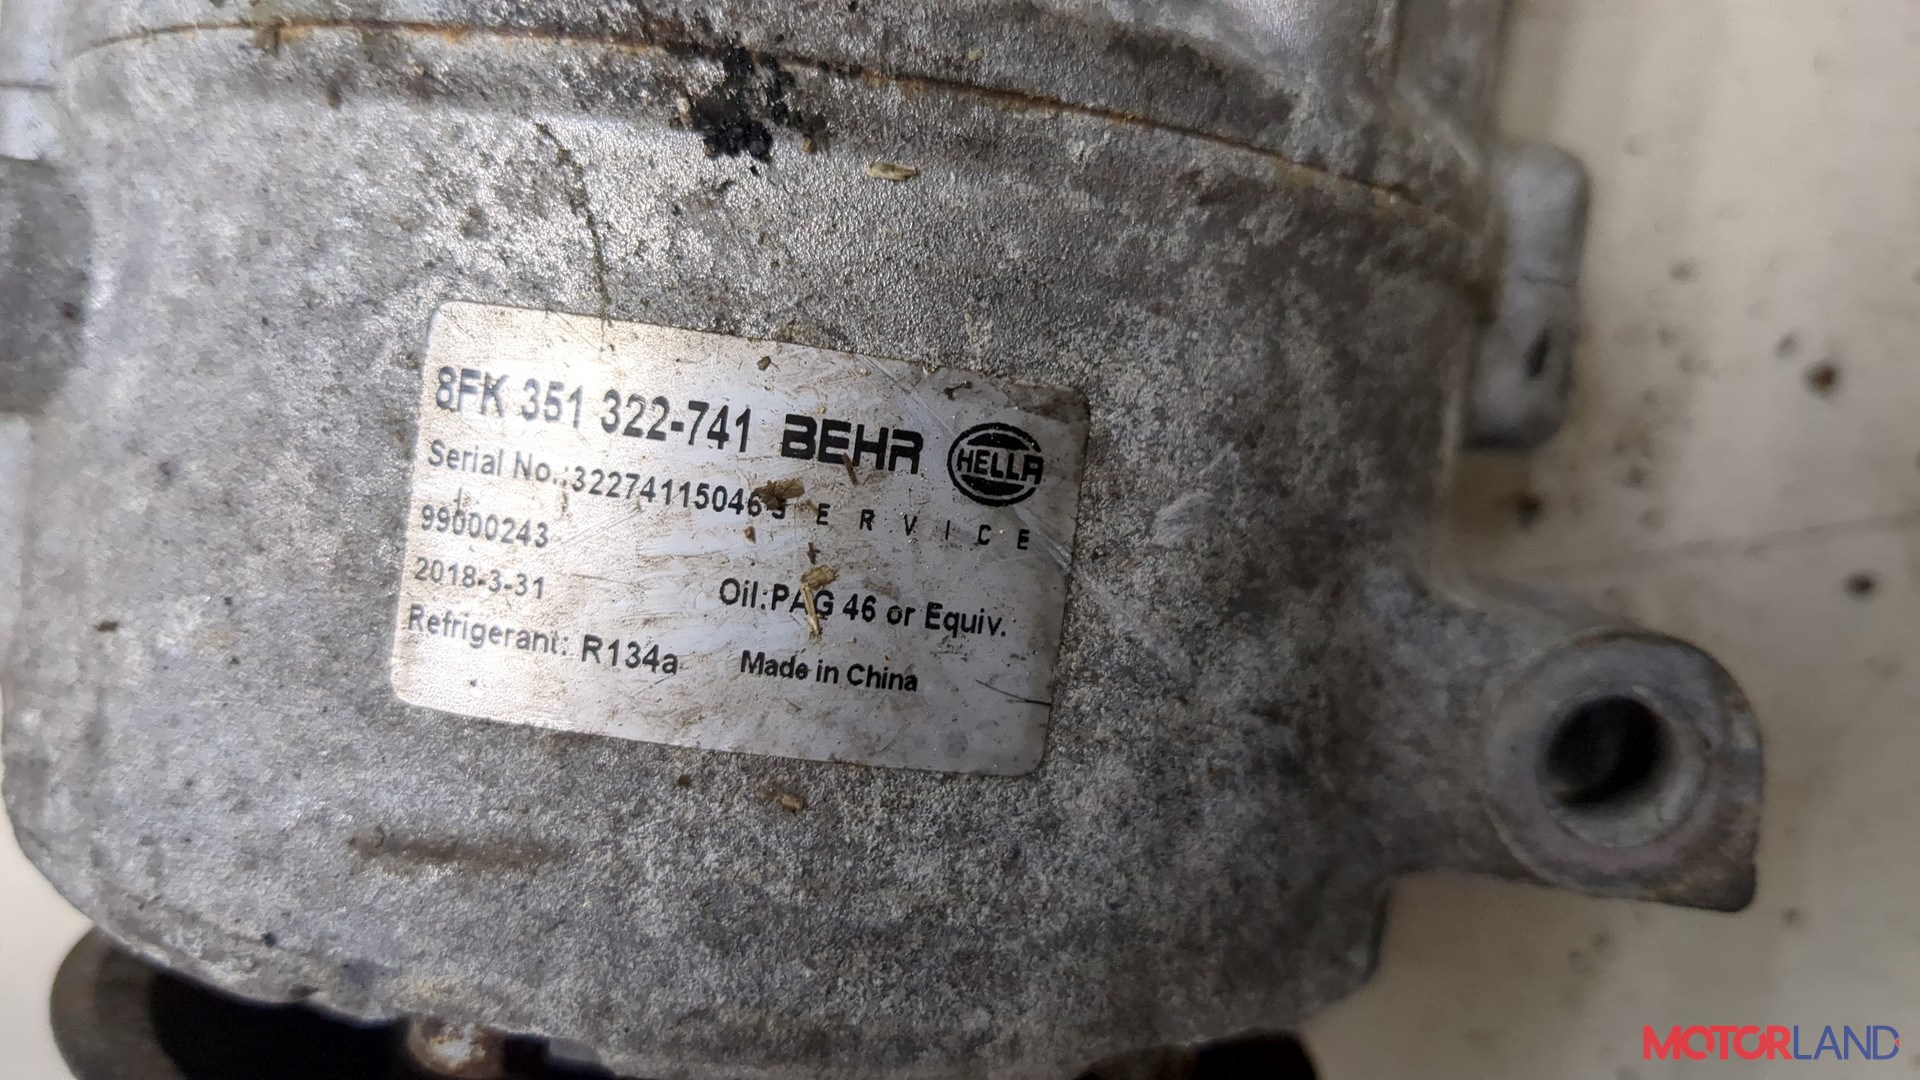 8FK 351 322-741 BEHR HELLA
Serial No.:32274115046 SERVICE
99000243
2018-3-31
Oil:PAG 46 or Equiv.
Refrigerant: R134a
Made in China
MOTORLAND